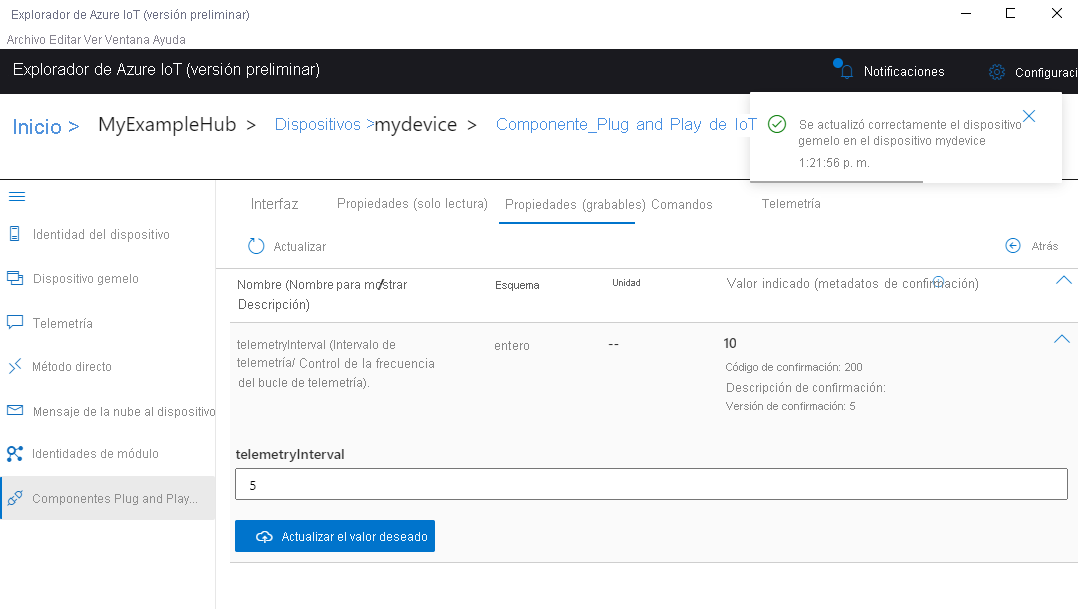 Explorador de Azure IoT (versión preliminar)
Archivo Editar Ver Ventana Ayuda
Explorador de Azure IoT (versión preliminar)
Notificaciones
Configuraci
Inicio > MyExampleHub > Dispositivos > mydevice > Componente_Plug and Play de IoT
Se actualizó correctamente el dispositivo
gemelo en el dispositivo mydevice
1:21:56 p. m.
Identidad del dispositivo
Dispositivo gemelo
Telemetría
Método directo
Mensaje de la nube al dispositivo
Identidades de módulo
Componentes Plug and Play...
Interfaz Propiedades (solo lectura) Propiedades (grabables) Comandos Telemetría
Actualizar
Atrás
Nombre (Nombre para mostrar /
Descripción)
Esquema
Unidad
Valor indicado (metadatos de confirmación)
telemetryInterval (Intervalo de
telemetría/ Control de la frecuencia
del bucle de telemetría).
entero
--
10
Código de confirmación: 200
Descripción de confirmación:
Versión de confirmación: 5
telemetryInterval
5
Actualizar el valor deseado